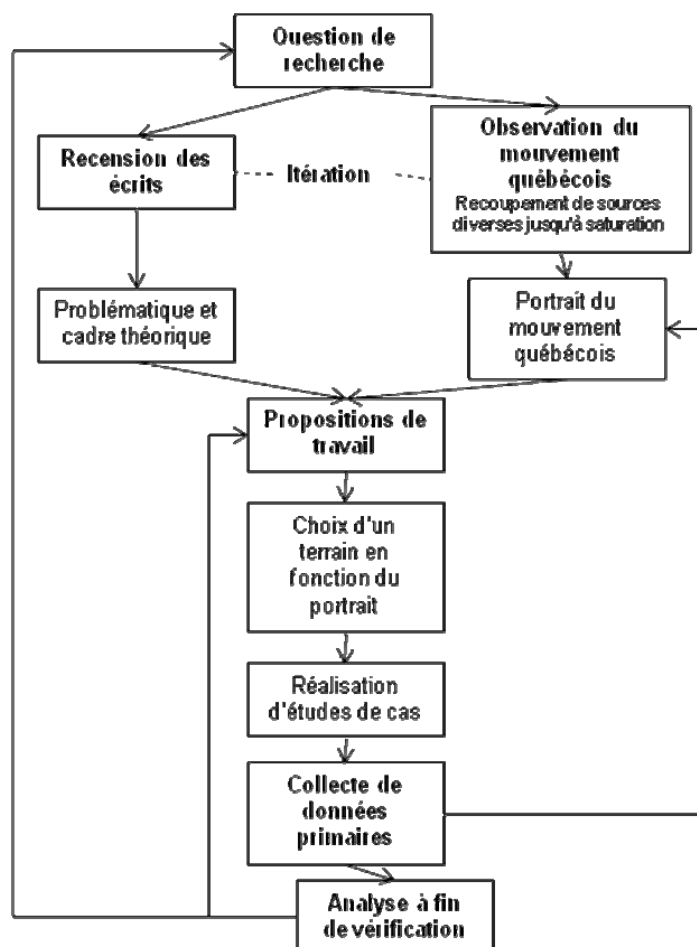 Question de
recherche
Recension des
écrits
Itération
Observation du
mouvement
québécois
Recoupement de sources
diverses jusqu'à saturation
Problématique et
cadre théorique
Portrait du
mouvement
québécois
Propositions de
travail
Choix d'un
terrain en
fonction du
portrait
Réalisation
d'études de cas
Collecte de
données
primaires
Analyse à fin
de vérification